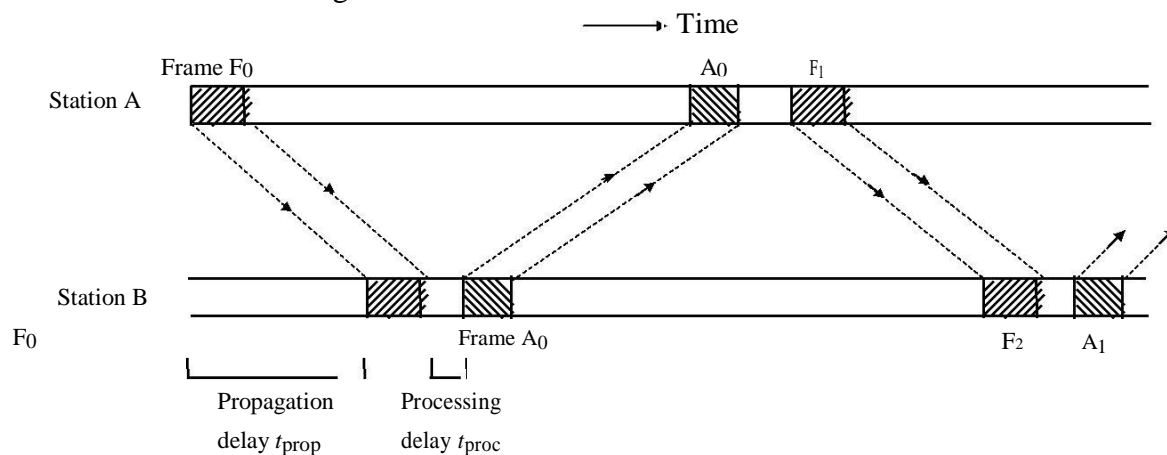 Time
Frame F0
A0
F1
Station A
Station B
F0
Frame A0
F2
A1
Propagation
delay tprop
Processing
delay tproc